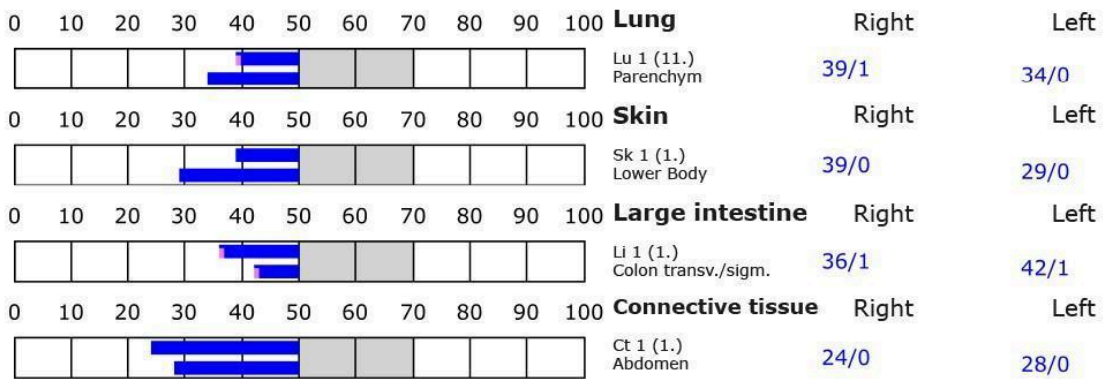 0 10 20 30 40 50 60 70 80 90 100 Lung Right Left
Lu 1 (11.)
Parenchym
39/1 34/0
0 10 20 30 40 50 60 70 80 90 100 Skin Right Left
Sk 1 (1.)
Lower Body
39/0 29/0
0 10 20 30 40 50 60 70 80 90 100 Large intestine Right Left
Li 1 (1.)
Colon transv./sigm.
36/1 42/1
0 10 20 30 40 50 60 70 80 90 100 Connective tissue Right Left
Ct 1 (1.)
Abdomen
24/0 28/0